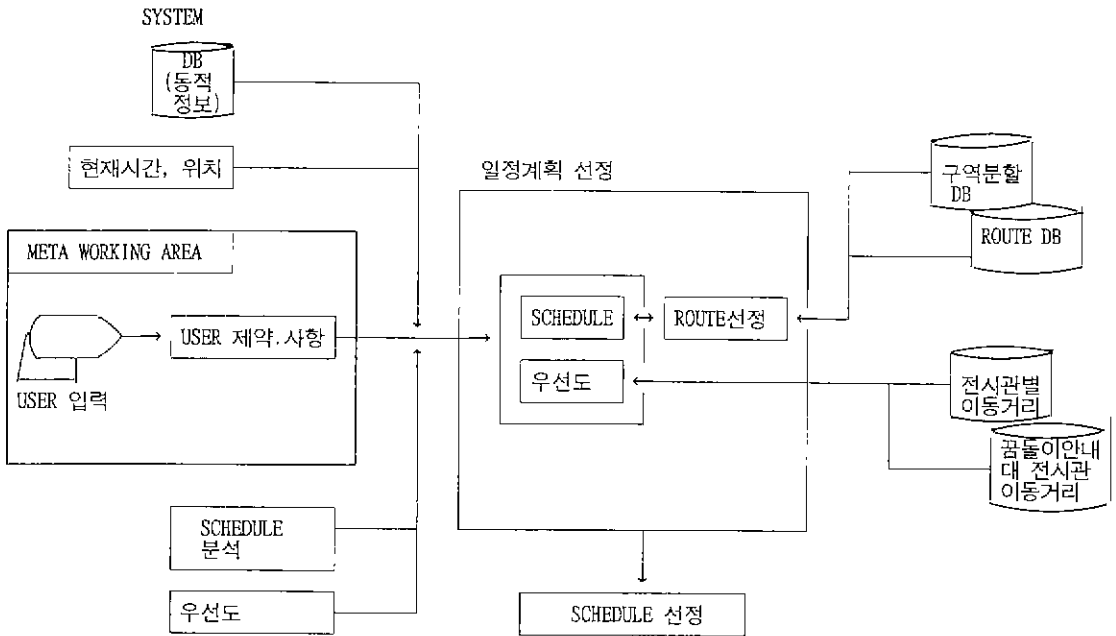 SYSTEM
DB
(동적
정보)
현재시간, 위치
META WORKING AREA
USER 제약.사항
USER 입력
SCHEDULE
분석
우선도
일정계획 선정
SCHEDULE
ROUTE선정
우선도
SCHEDULE 선정
구역분할
DB
ROUTE DB
전시관별
이동거리
꿈돌이안내
대 전시관
이동거리